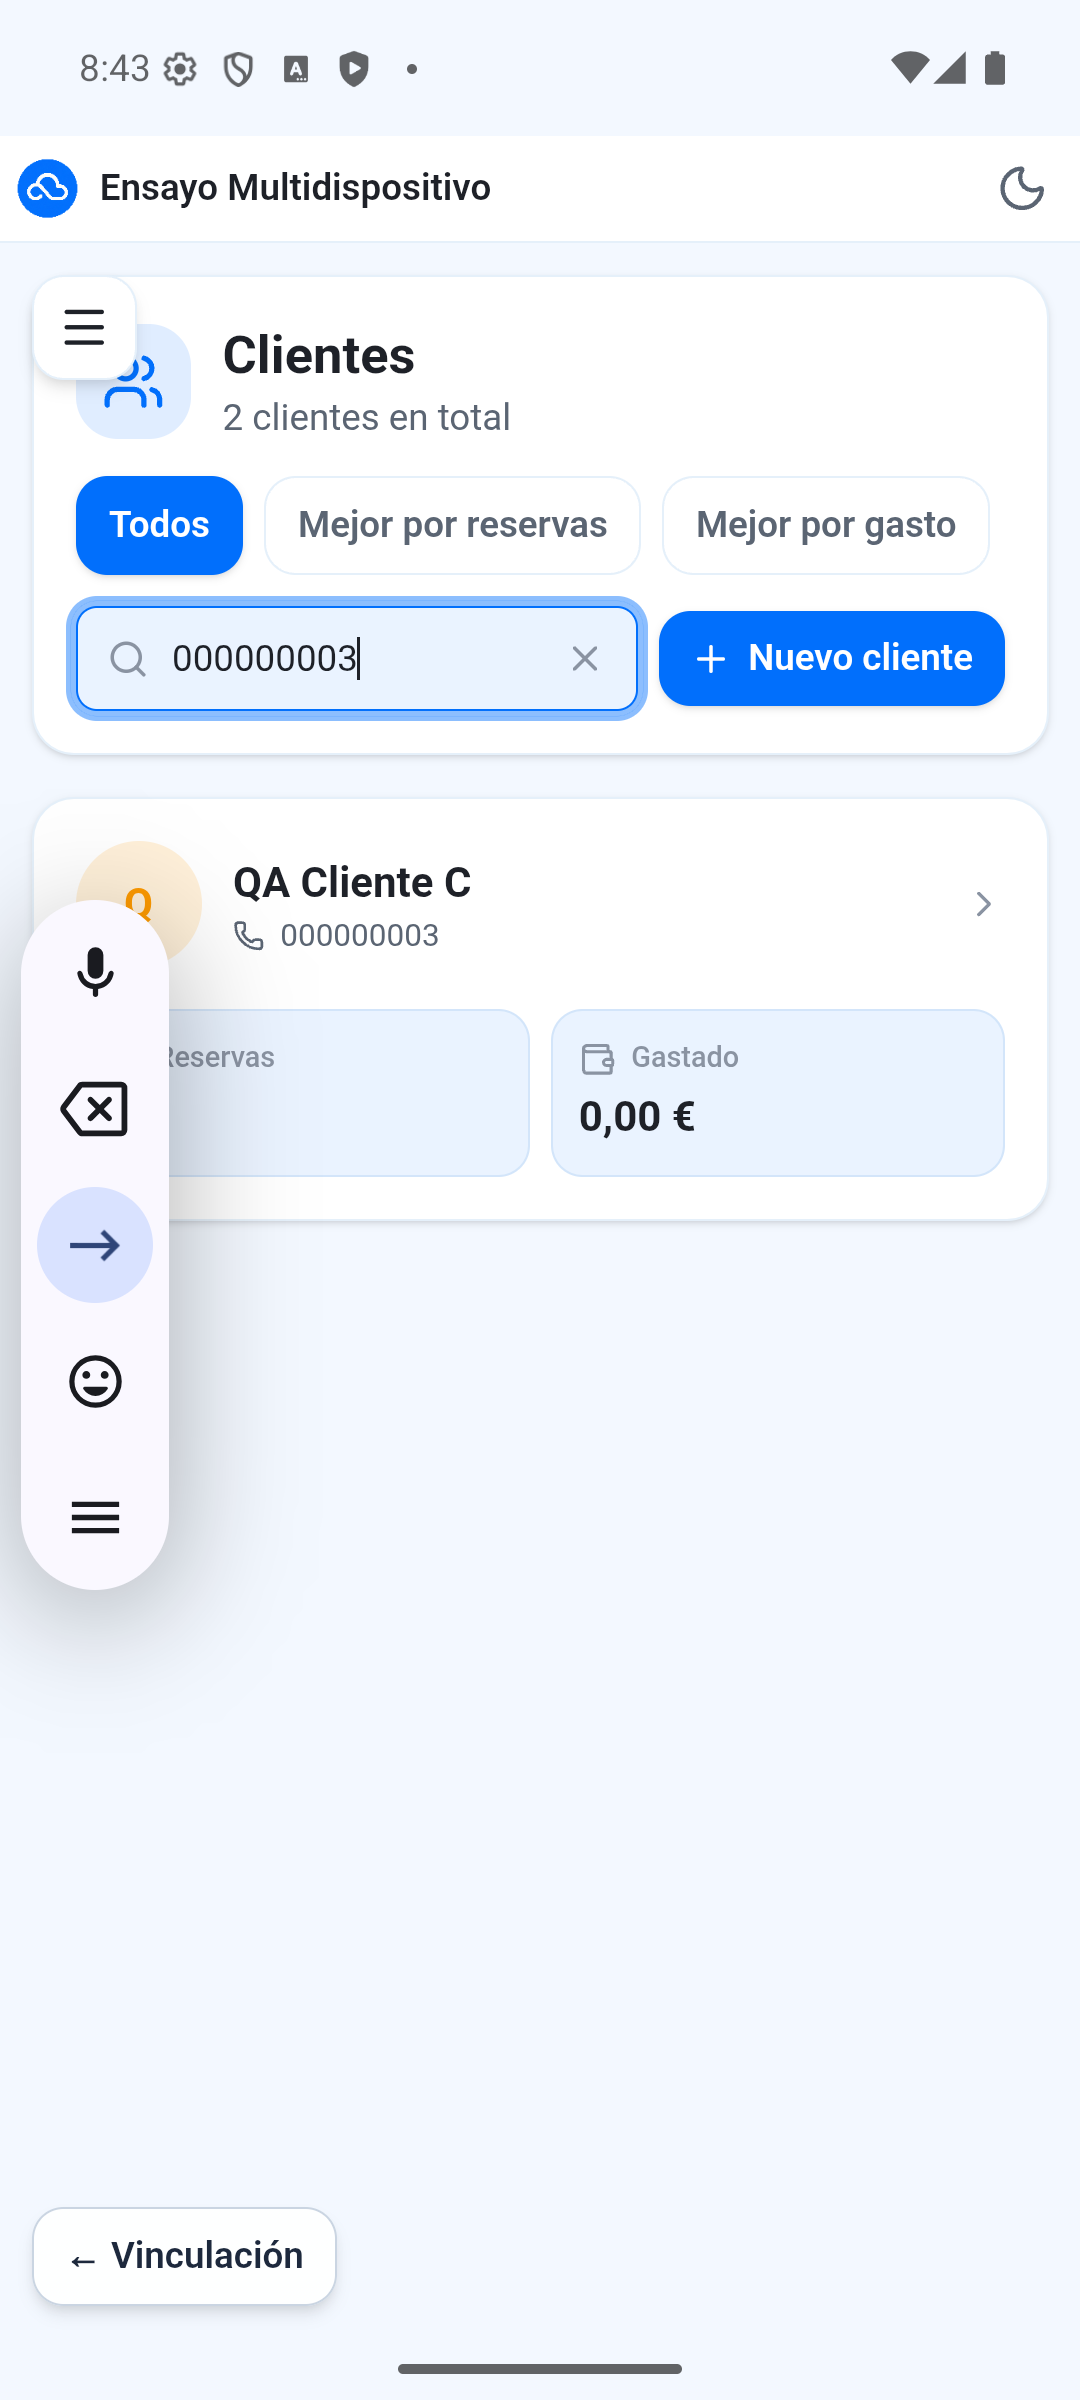 8:43
Ensayo Multidispositivo
Clientes
2 clientes en total
Todos
Mejor por reservas
Mejor por gasto
000000003
+ Nuevo cliente
Q
QA Cliente C
000000003
Reservas
Gastado
0,00 €
← Vinculación